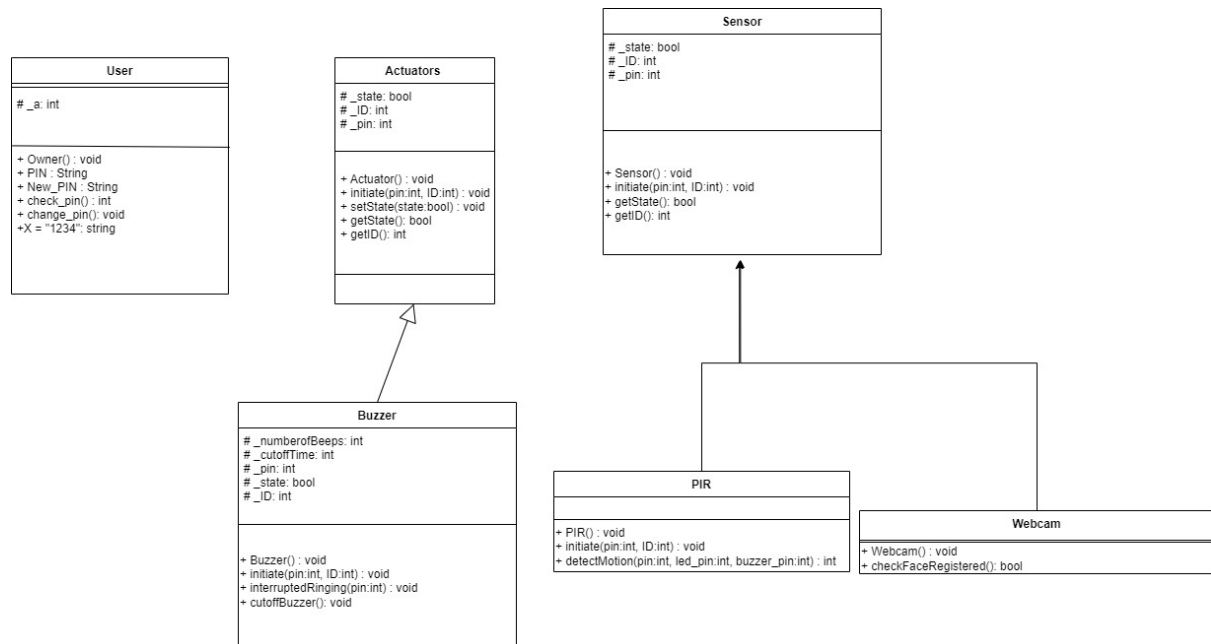 User
# _a: int
+ Owner() : void
+ PIN : String
+ New_PIN : String
+ check_pin() : int
+ change_pin(): void
+X = "1234": string
Actuators
# _state: bool
# _ID: int
# _pin: int
+ Actuator() : void
+ initiate(pin:int, ID:int) : void
+ setState(state:bool) : void
+ getState(): bool
+ getID(): int
Sensor
# _state: bool
# _ID: int
# _pin: int
+ Sensor() : void
+ initiate(pin:int, ID:int) : void
+ getState(): bool
+ getID(): int
Buzzer
# _numberofBeeps: int
# _cutoffTime: int
# _pin: int
# _state: bool
# _ID: int
+ Buzzer() : void
+ initiate(pin:int, ID:int) : void
+ interruptedRinging(pin:int) : void
+ cutoffBuzzer(): void
PIR
+ PIR() : void
+ initiate(pin:int, ID:int) : void
+ detectMotion(pin:int, led_pin:int, buzzer_pin:int) : int
Webcam
+ Webcam() : void
+ checkFaceRegistered(): bool